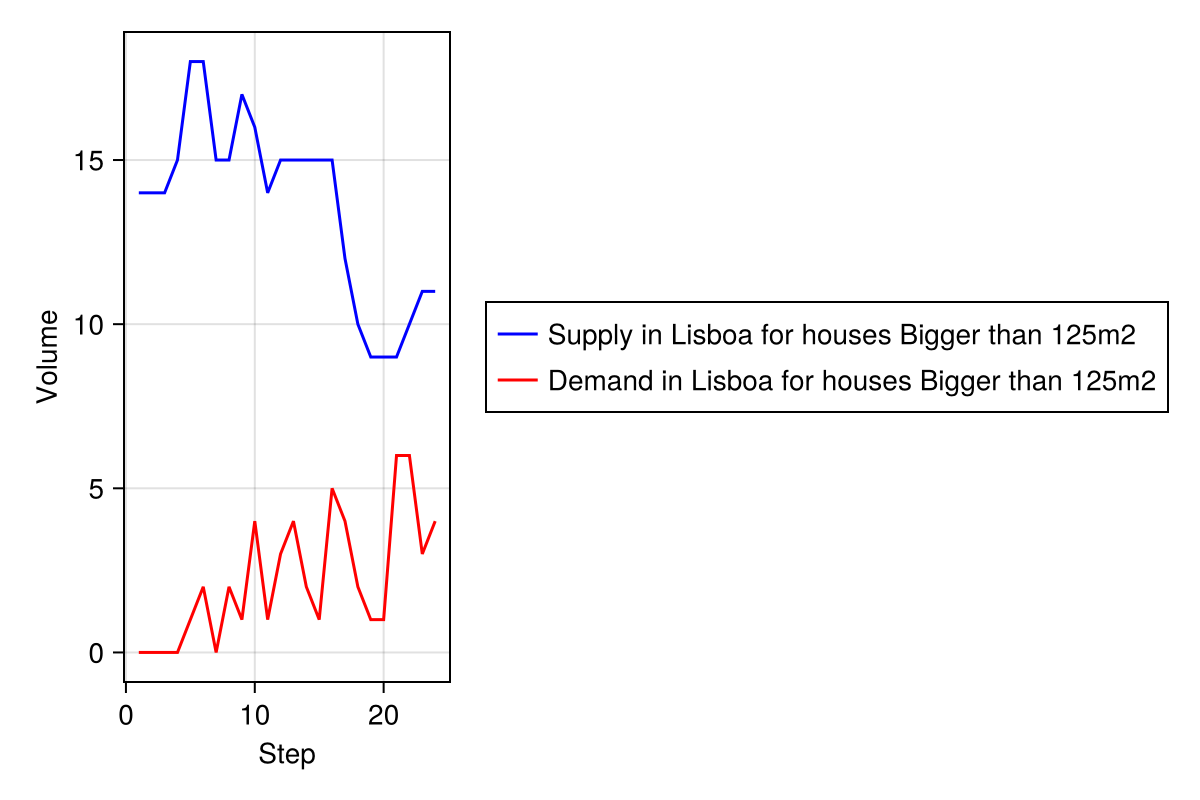 Volume
15
10
5
0
0 10 20
Step
Supply in Lisboa for houses Bigger than 125m2
Demand in Lisboa for houses Bigger than 125m2